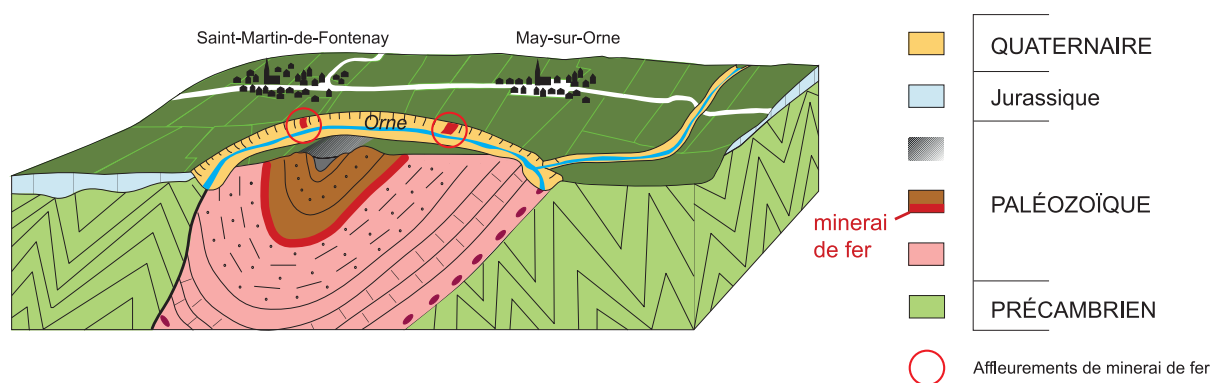 Saint-Martin-de-Fontenay
May-sur-Orne
Orne
QUATERNAIRE
Jurassique
minerai
de fer
PALÉOZOÏQUE
PRÉCAMBRIEN
Affleurements de minerai de fer